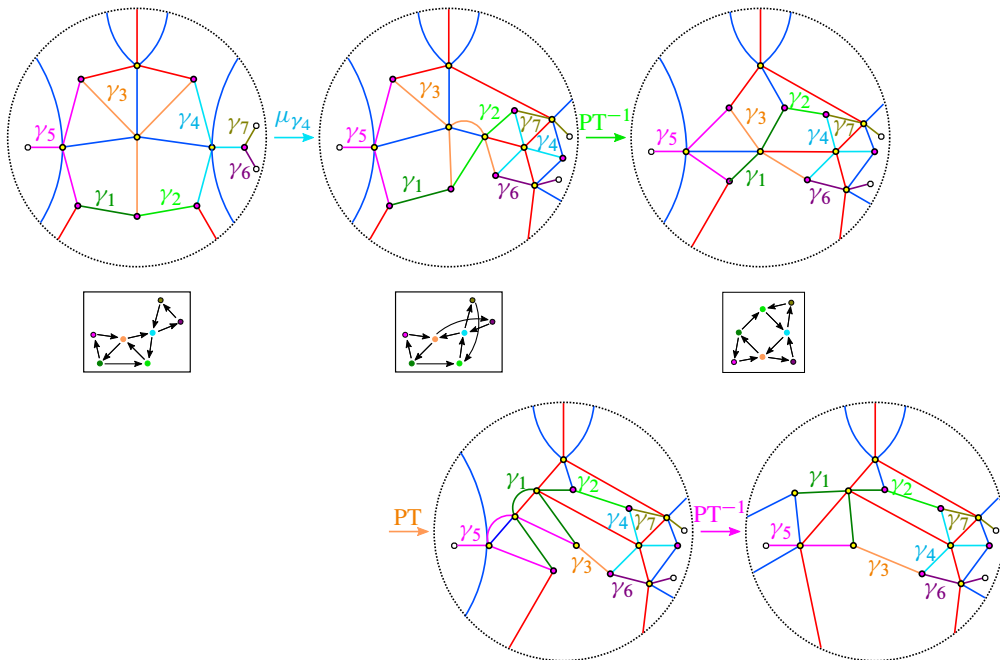 γ₃
γ₅ γ₄ γ₇
γ₆
γ₁ γ₂
μ_γ₄
γ₃ γ₂ γ₇
γ₅ γ₄
γ₁ γ₆
PT⁻¹
γ₂ γ₇
γ₃ γ₄
γ₅
γ₁ γ₆
PT
γ₁ γ₂
γ₄ γ₇
γ₅
γ₃ γ₆
PT⁻¹
γ₁ γ₂
γ₇
γ₅ γ₄
γ₃ γ₆